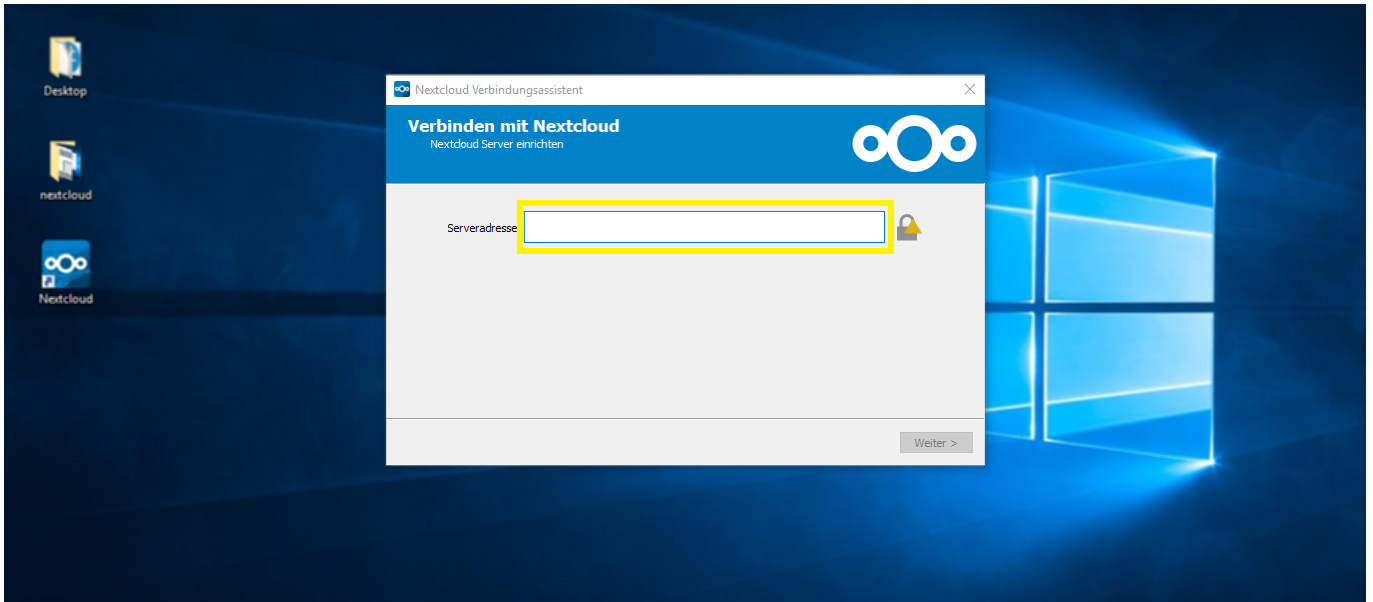 Desktop
nextcloud
Nextcloud
Nextcloud Verbindungsassistent
Verbinden mit Nextcloud
Nextcloud Server einrichten
Serveradresse
Weiter >